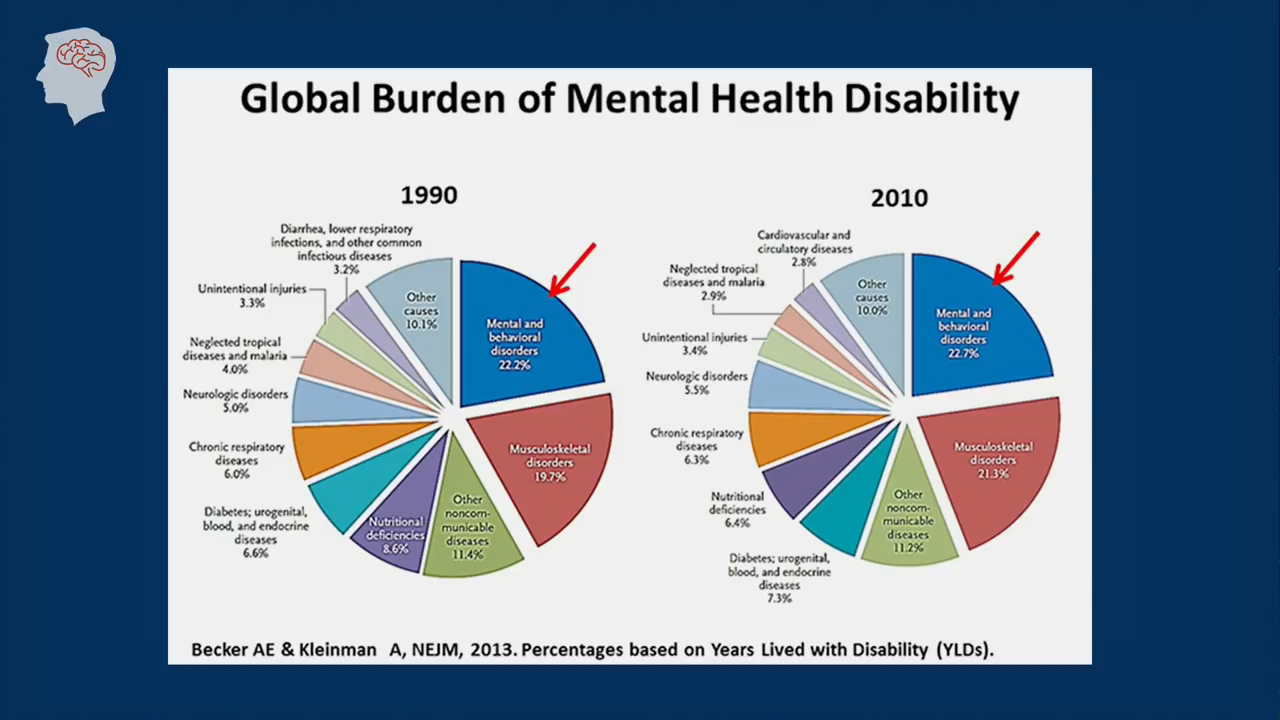 Global Burden of Mental Health Disability
1990
Diarrhea, lower respiratory
infections, and other common
infectious diseases
3.2%
Unintentional injuries
3.3%
Neglected tropical
diseases and malaria
4.0%
Neurologic disorders
5.0%
Chronic respiratory
diseases
6.0%
Diabetes; urogenital,
blood, and endocrine
diseases
6.6%
Nutritional
deficiencies
8.6%
Other
noncom-
municable
diseases
11.4%
Musculoskeletal
disorders
19.7%
Mental and
behavioral
disorders
22.2%
Other
causes
10.1%
2010
Cardiovascular and
circulatory diseases
2.8%
Neglected tropical
diseases and malaria
2.9%
Unintentional injuries
3.4%
Neurologic disorders
5.5%
Chronic respiratory
diseases
6.3%
Nutritional
deficiencies
6.4%
Diabetes; urogenital,
blood, and endocrine
diseases
7.3%
Other
noncom-
municable
diseases
11.2%
Musculoskeletal
disorders
21.3%
Mental and
behavioral
disorders
22.7%
Other
causes
10.0%
Becker AE & Kleinman A, NEJM, 2013. Percentages based on Years Lived with Disability (YLDs).